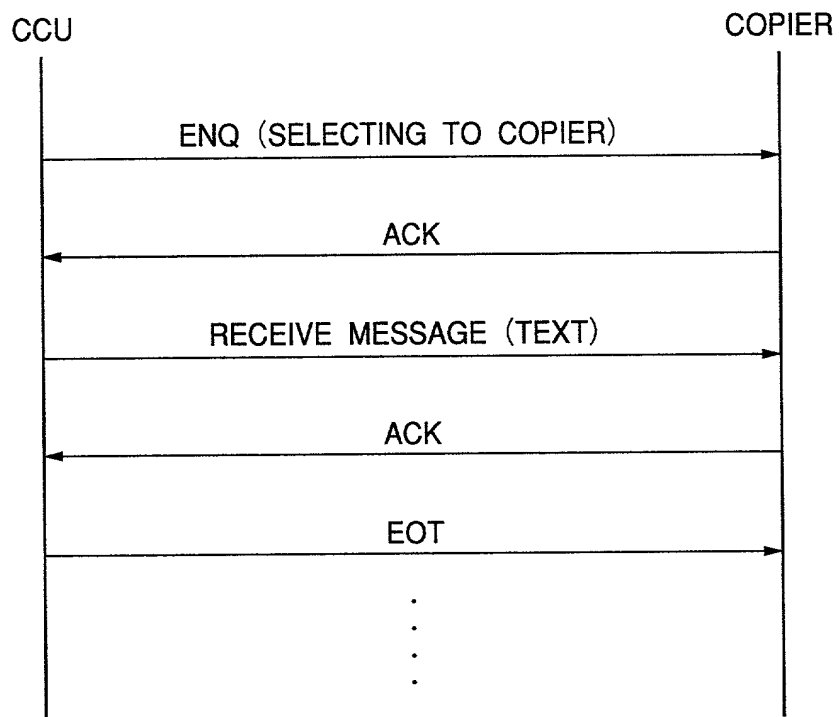 CCU
COPIER
ENQ (SELECTING TO COPIER)
ACK
RECEIVE MESSAGE (TEXT)
ACK
EOT